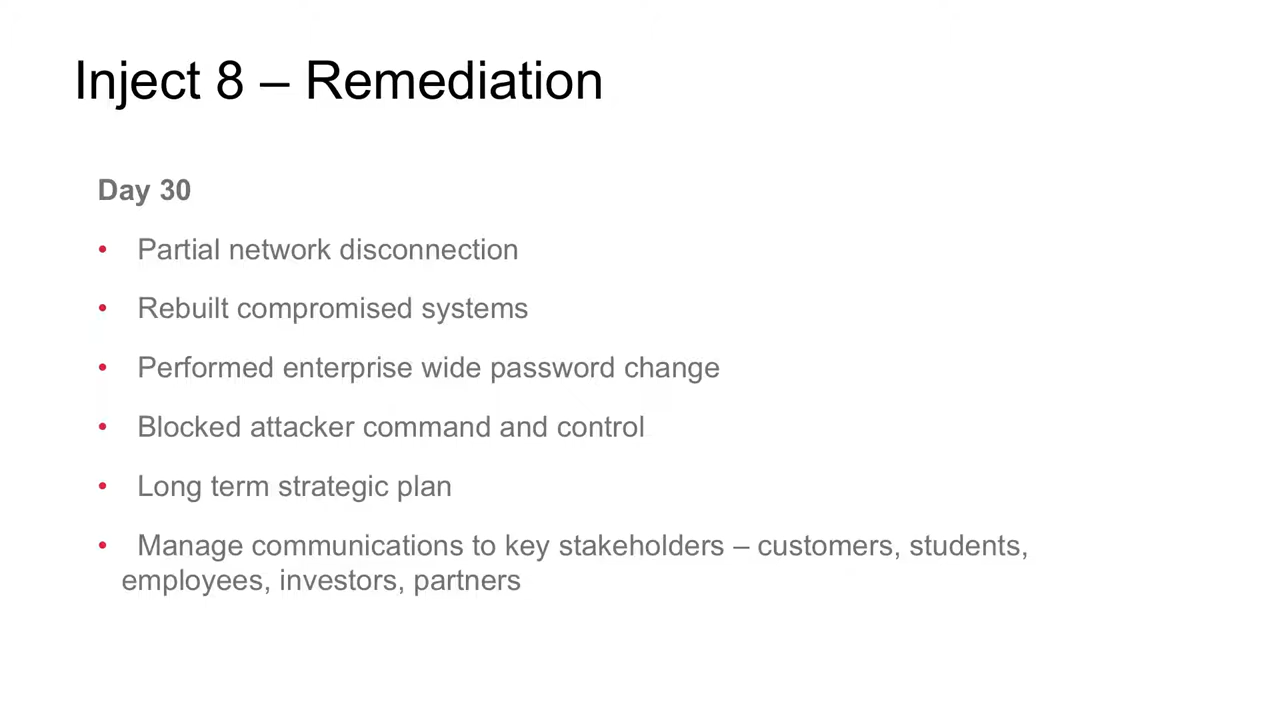 Inject 8 – Remediation
Day 30
• Partial network disconnection
• Rebuilt compromised systems
• Performed enterprise wide password change
• Blocked attacker command and control
• Long term strategic plan
• Manage communications to key stakeholders – customers, students,
employees, investors, partners